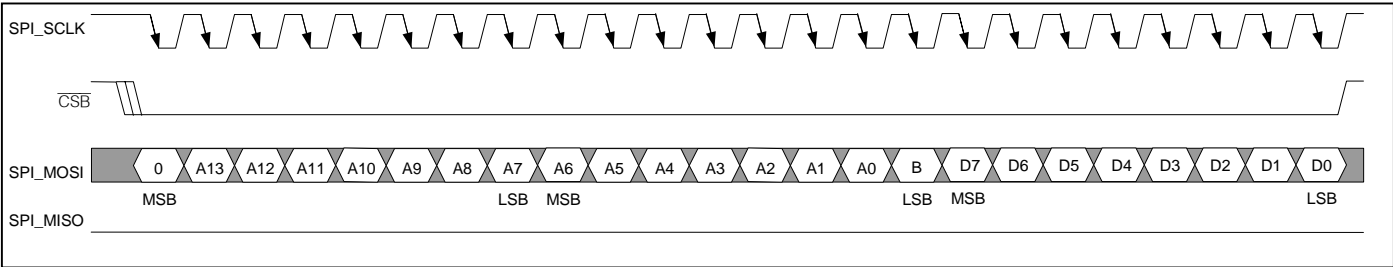 SPI_SCLK
CSB
SPI_MOSI 0 A13 A12 A11 A10 A9 A8 A7 A6 A5 A4 A3 A2 A1 A0 B D7 D6 D5 D4 D3 D2 D1 D0
MSB LSB MSB LSB MSB LSB
SPI_MISO